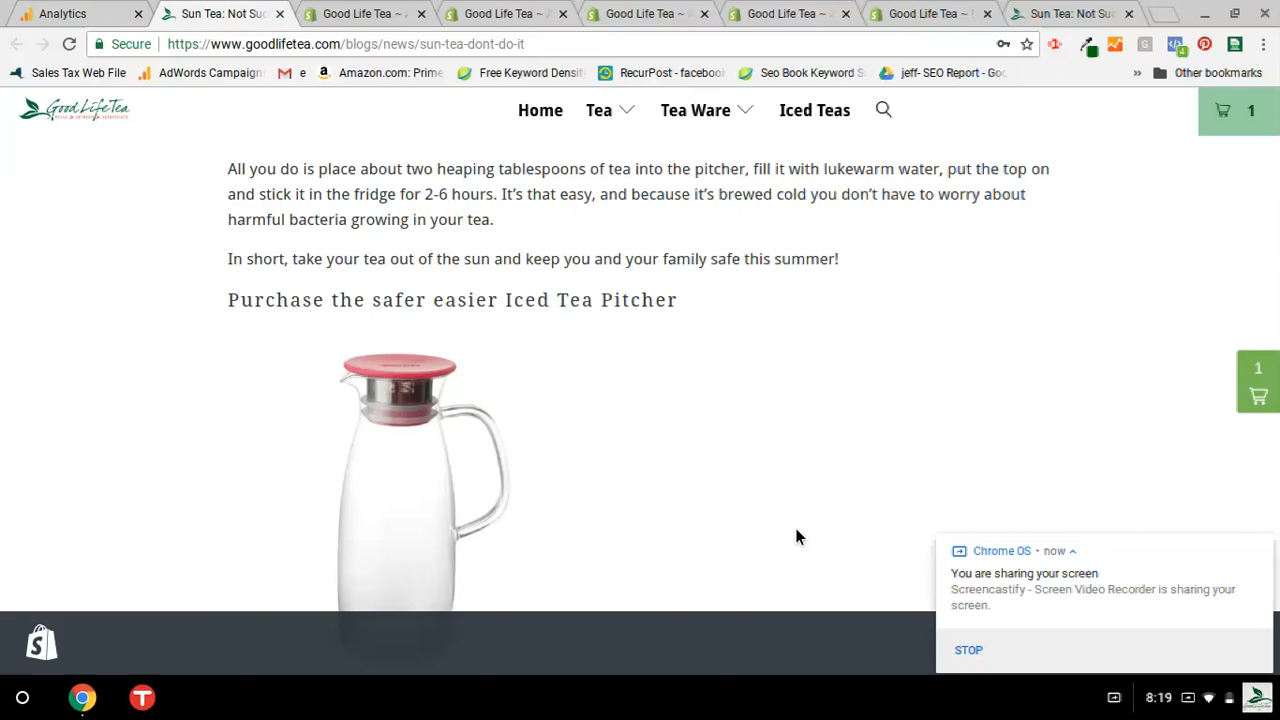 Analytics
Sun Tea: Not Suc
Good Life Tea ~
Good Life Tea ~
Good Life Tea ~
Good Life Tea ~
Good Life Tea ~
Sun Tea: Not Suc
Secure
https://www.goodlifetea.com/blogs/news/sun-tea-dont-do-it
Sales Tax Web File
AdWords Campaign
e
Amazon.com: Prime
Free Keyword Densit
RecurPost - facebook
Seo Book Keyword S
jeff- SEO Report - Goo
Other bookmarks
Good Life Tea
Home
Tea
Tea Ware
Iced Teas
1
All you do is place about two heaping tablespoons of tea into the pitcher, fill it with lukewarm water, put the top on
and stick it in the fridge for 2-6 hours. It's that easy, and because it's brewed cold you don't have to worry about
harmful bacteria growing in your tea.
In short, take your tea out of the sun and keep you and your family safe this summer!
Purchase the safer easier Iced Tea Pitcher
1
Chrome OS • now
You are sharing your screen
Screencastify - Screen Video Recorder is sharing your
screen.
STOP
8:19